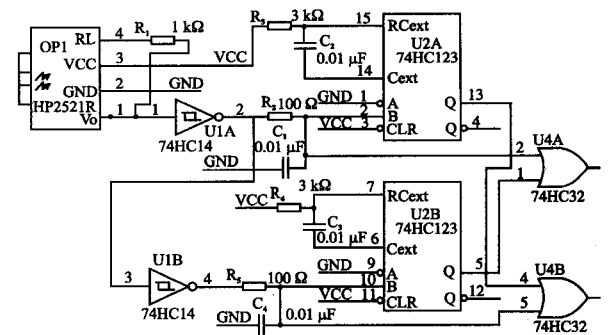 4 R₁ 1 kΩ
RL
OP1
VCC 3 VCC
GND 2 GND
HP2521R
Vo 1 1
U1A
74HC14
2 R₂ 100 Ω
C₁
0.01 μF
GND
R₃ 3 kΩ
C₂
0.01 μF
15 RCext
14 Cext
U2A
74HC123
GND 1 A
2 B
VCC 3 CLR
Q 13
Q 4
U4A
2
1
74HC32
VCC R₄ 3 kΩ
C₃
0.01 μF
7 RCext
6 Cext
U2B
74HC123
GND 9 A
10 B
VCC 11 CLR
Q 5
Q 12
U4B
4
5
74HC32
U1B
3 4
74HC14
R₅ 100 Ω
C₄
0.01 μF
GND